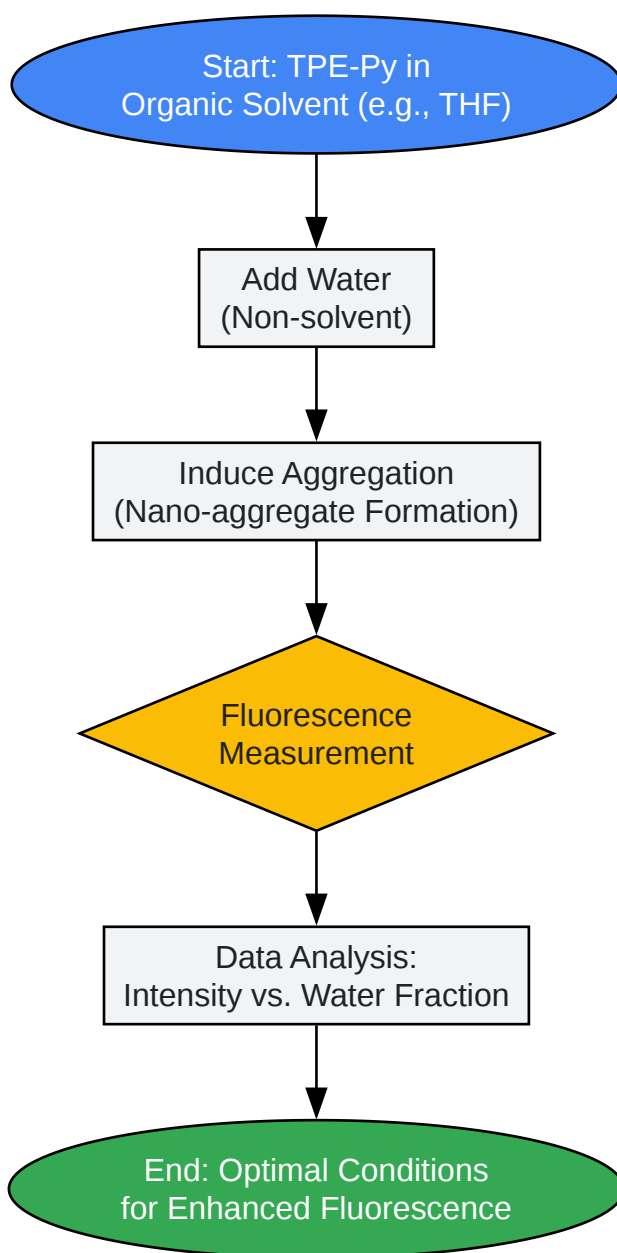 Start: TPE-Py in
Organic Solvent (e.g., THF)
Add Water
(Non-solvent)
Induce Aggregation
(Nano-aggregate Formation)
Fluorescence
Measurement
Data Analysis:
Intensity vs. Water Fraction
End: Optimal Conditions
for Enhanced Fluorescence